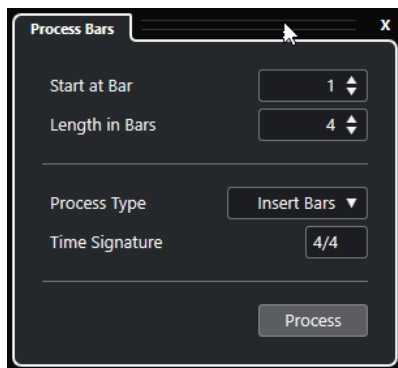 Process Bars x
Start at Bar 1
Length in Bars 4
Process Type Insert Bars
Time Signature 4/4
Process